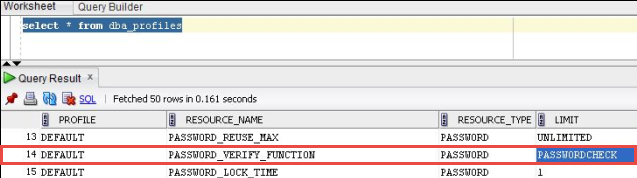 Worksheet Query Builder
select * from dba_profiles
Query Result x
SQL | Fetched 50 rows in 0.161 seconds
PROFILE RESOURCE_NAME RESOURCE_TYPE LIMIT
13 DEFAULT PASSWORD_REUSE_MAX PASSWORD UNLIMITED
14 DEFAULT PASSWORD_VERIFY_FUNCTION PASSWORD PASSWORDCHECK
15 DEFAULT PASSWORD_LOCK_TIME PASSWORD 1